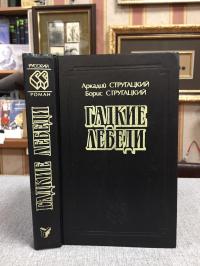 РУССКИЙ
РОМАН
ГАДКИЕ ЛЕБЕДИ
Аркадий СТРУГАЦКИЙ
Борис СТРУГАЦКИЙ
ГАДКИЕ
ЛЕБЕДИ